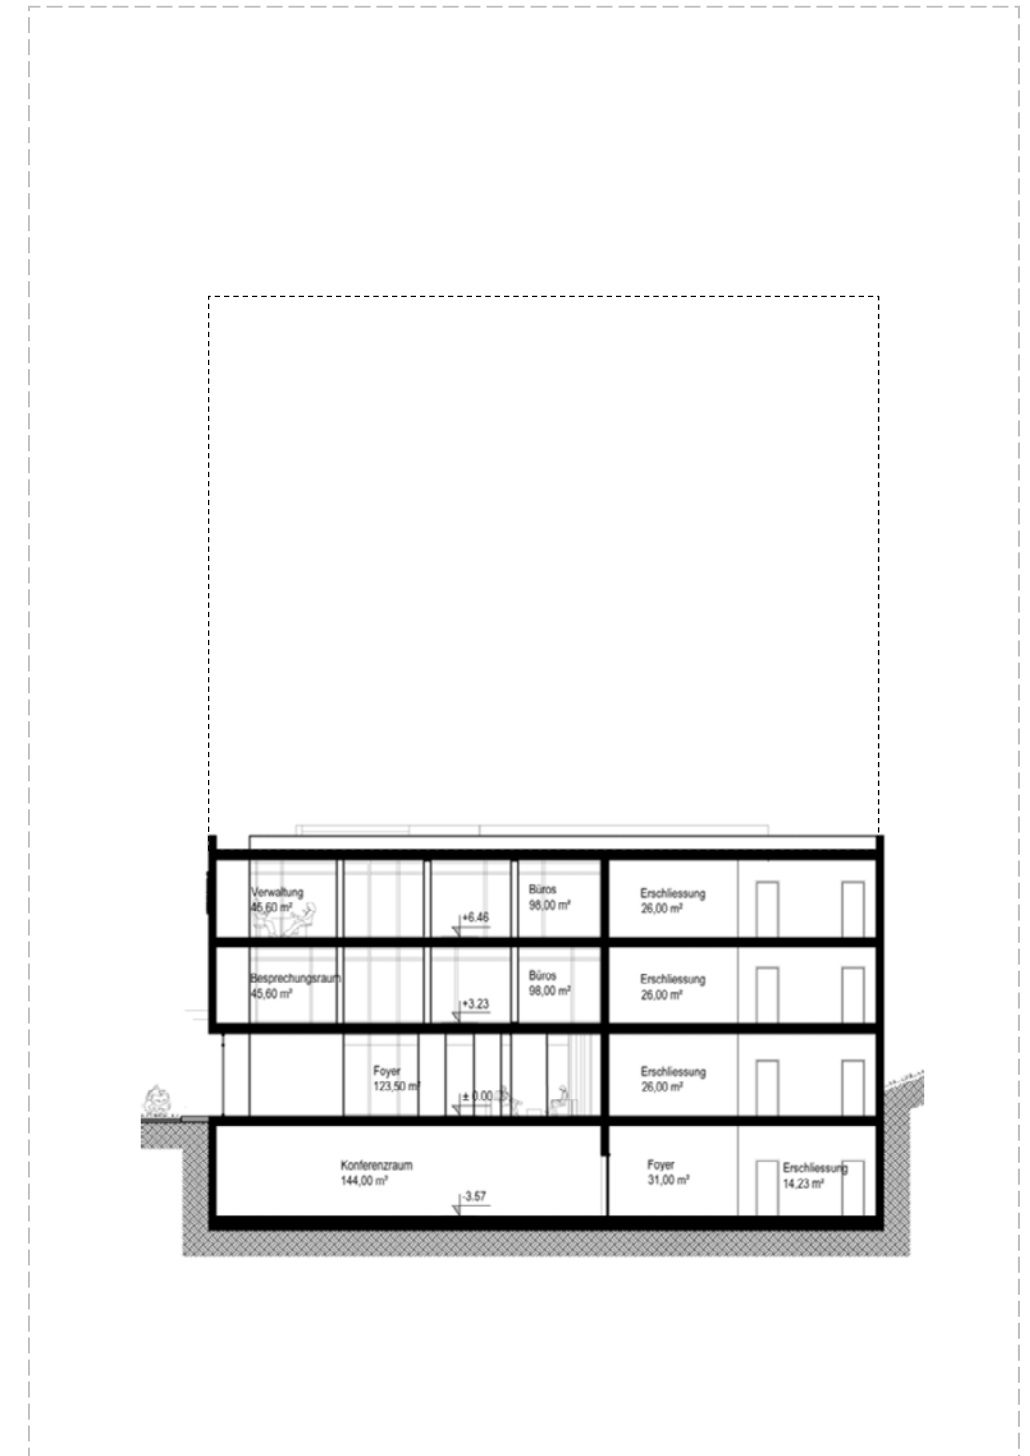 Verwaltung
45,60 m²
+6.46
Büros
98,00 m²
Erschliessung
26,00 m²
Besprechungsraum
45,60 m²
+3.23
Büros
98,00 m²
Erschliessung
26,00 m²
Foyer
123,50 m²
± 0.00
Erschliessung
26,00 m²
Konferenzraum
144,00 m²
-3.57
Foyer
31,00 m²
Erschliessung
14,23 m²